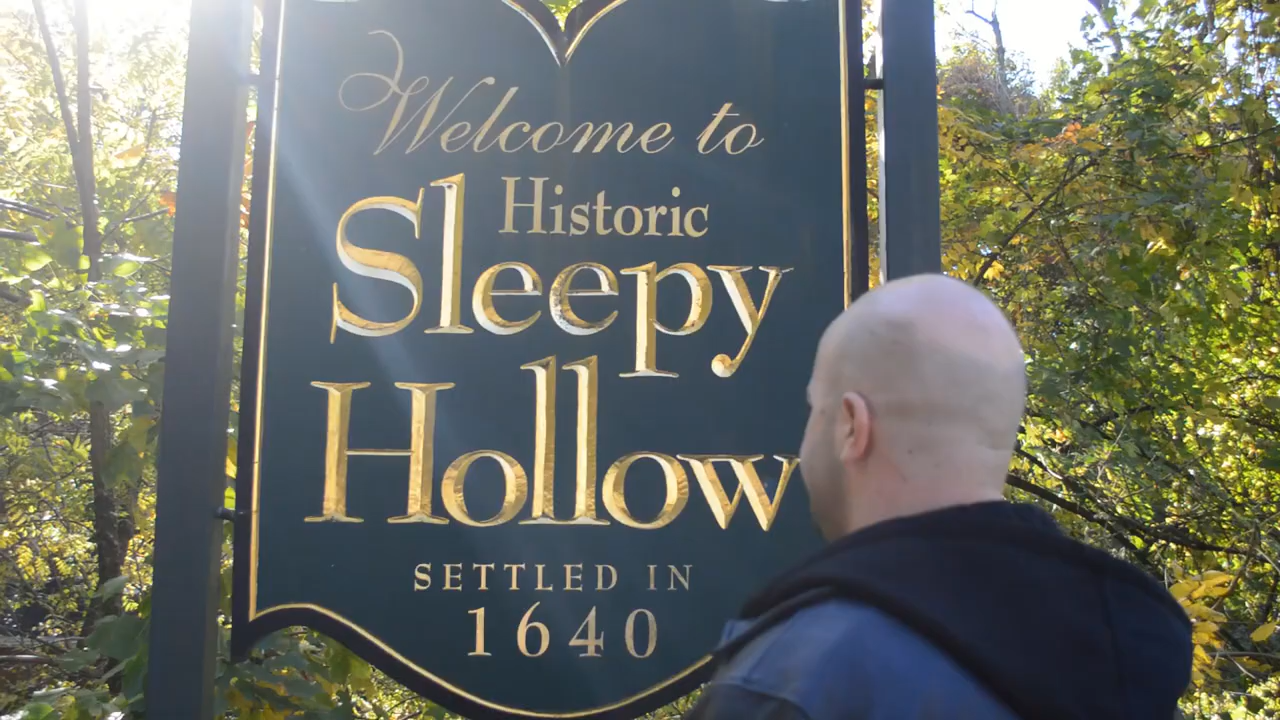 Welcome to
Historic
Sleepy
Hollow
SETTLED IN
1640